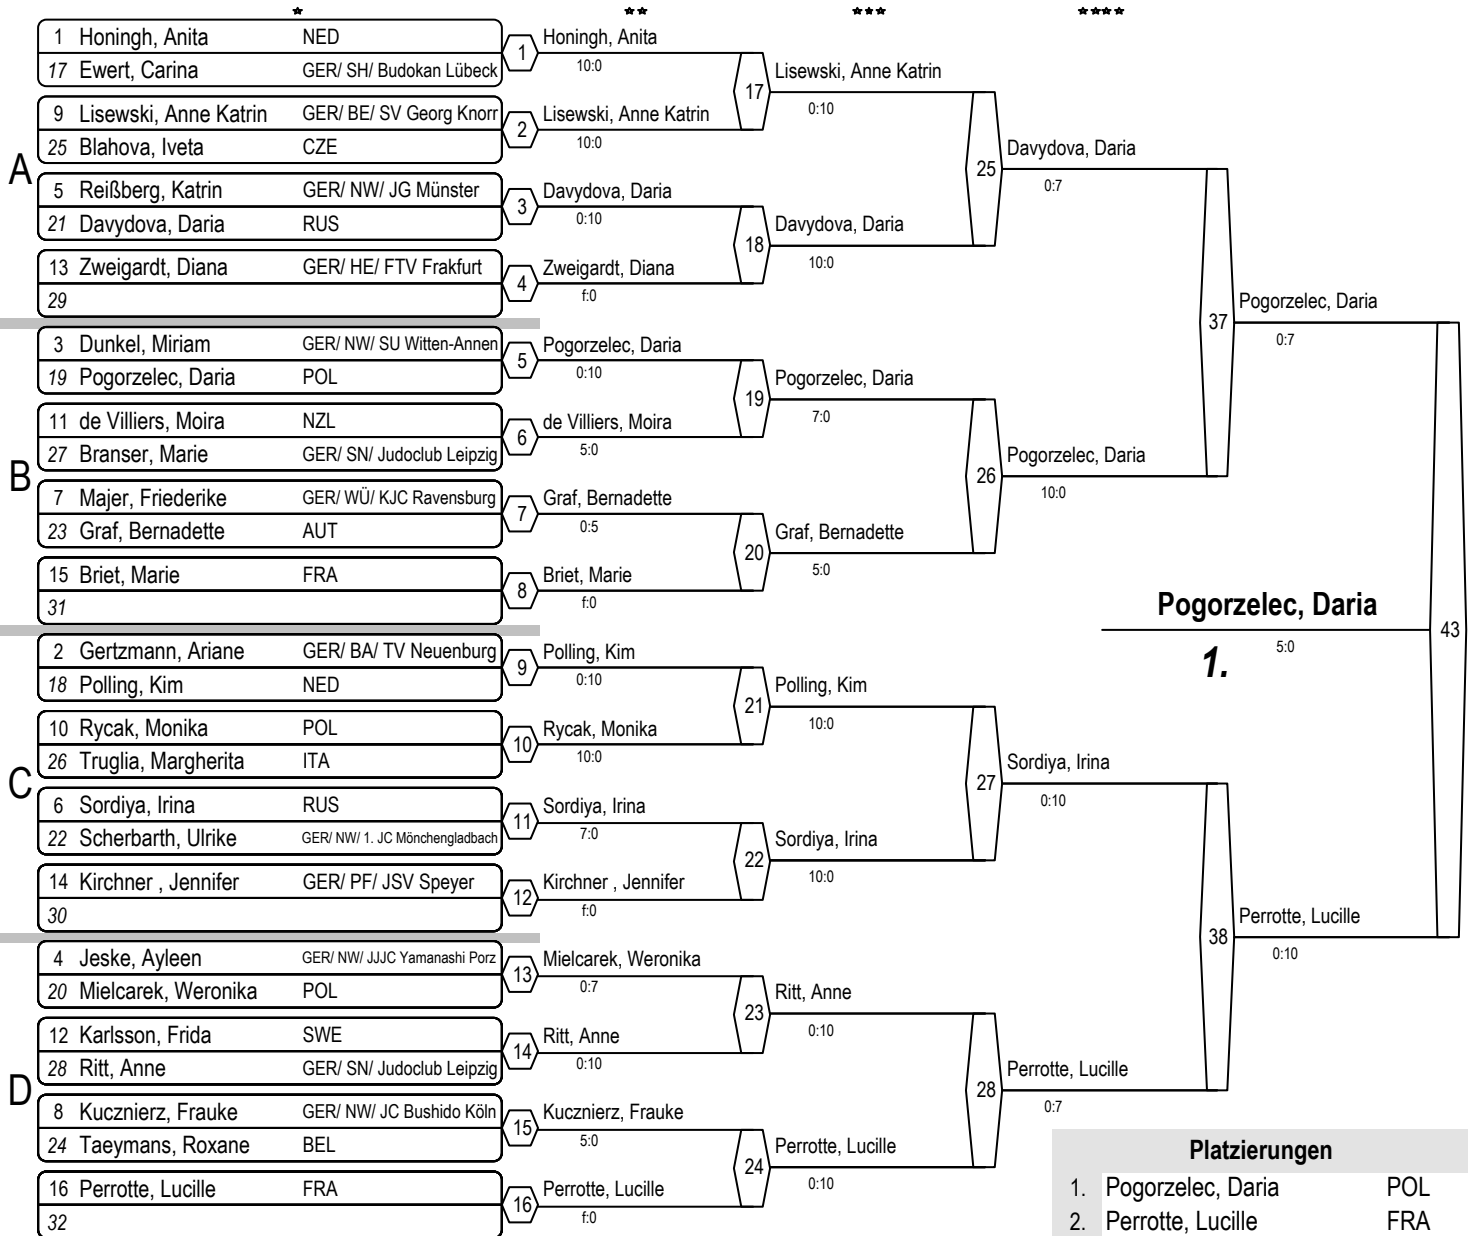 1 Honingh, Anita NED
17 Ewert, Carina GER/ SH/ Budokan Lübeck
9 Lisewski, Anne Katrin GER/ BE/ SV Georg Knorr
25 Blahova, Iveta CZE
A
5 Reißberg, Katrin GER/ NW/ JG Münster
21 Davydova, Daria RUS
13 Zweigardt, Diana GER/ HE/ FTV Frakfurt
29
3 Dunkel, Miriam GER/ NW/ SU Witten-Annen
19 Pogorzelec, Daria POL
11 de Villiers, Moira NZL
27 Branser, Marie GER/ SN/ Judoclub Leipzig
B
7 Majer, Friederike GER/ WÜ/ KJC Ravensburg
23 Graf, Bernadette AUT
15 Briet, Marie FRA
31
2 Gertzmann, Ariane GER/ BA/ TV Neuenburg
18 Polling, Kim NED
10 Rycak, Monika POL
26 Truglia, Margherita ITA
C
6 Sordiya, Irina RUS
22 Scherbarth, Ulrike GER/ NW/ 1. JC Mönchengladbach
14 Kirchner , Jennifer GER/ PF/ JSV Speyer
30
4 Jeske, Ayleen GER/ NW/ JJJC Yamanashi Porz
20 Mielcarek, Weronika POL
12 Karlsson, Frida SWE
28 Ritt, Anne GER/ SN/ Judoclub Leipzig
D
8 Kucznierz, Frauke GER/ NW/ JC Bushido Köln
24 Taeymans, Roxane BEL
16 Perrotte, Lucille FRA
32
1 Honingh, Anita
10:0
2 Lisewski, Anne Katrin
10:0
3 Davydova, Daria
0:10
4 Zweigardt, Diana
f:0
5 Pogorzelec, Daria
0:10
6 de Villiers, Moira
5:0
7 Graf, Bernadette
0:5
8 Briet, Marie
f:0
9 Polling, Kim
0:10
10 Rycak, Monika
10:0
11 Sordiya, Irina
7:0
12 Kirchner , Jennifer
f:0
13 Mielcarek, Weronika
0:7
14 Ritt, Anne
0:10
15 Kucznierz, Frauke
5:0
16 Perrotte, Lucille
f:0
17 Lisewski, Anne Katrin
0:10
18 Davydova, Daria
10:0
19 Pogorzelec, Daria
7:0
20 Graf, Bernadette
5:0
21 Polling, Kim
10:0
22 Sordiya, Irina
10:0
23 Ritt, Anne
0:10
24 Perrotte, Lucille
0:10
25 Davydova, Daria
0:7
26 Pogorzelec, Daria
10:0
27 Sordiya, Irina
0:10
28 Perrotte, Lucille
0:7
37 Pogorzelec, Daria
0:7
38 Perrotte, Lucille
0:10
43
Pogorzelec, Daria
5:0
1.
Platzierungen
1. Pogorzelec, Daria POL
2. Perrotte, Lucille FRA